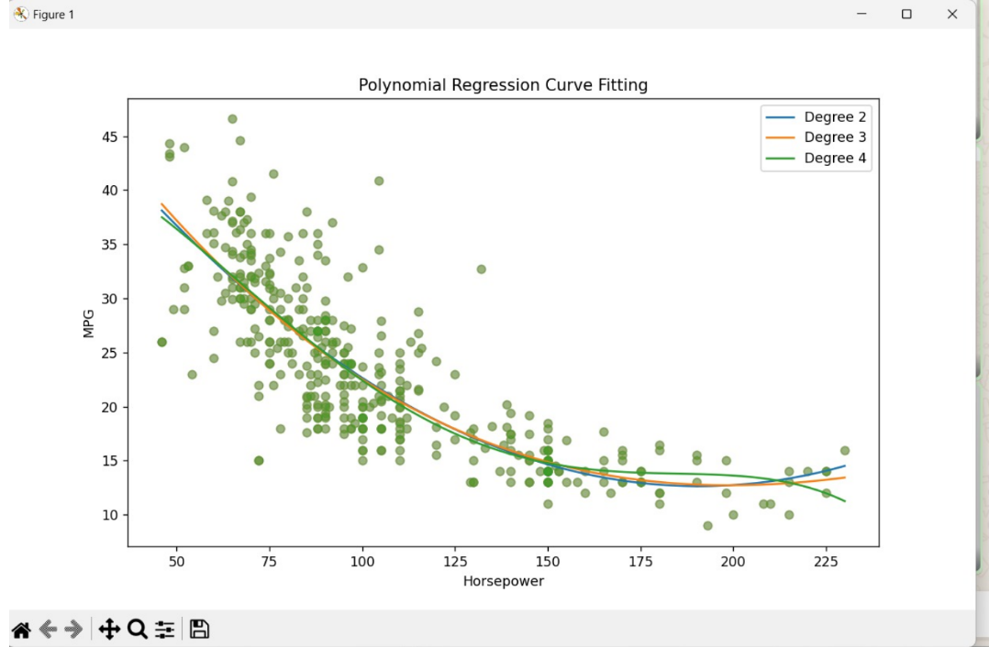 Figure 1
Polynomial Regression Curve Fitting
Degree 2
Degree 3
Degree 4
MPG
45
40
35
30
25
20
15
10
50 75 100 125 150 175 200 225
Horsepower